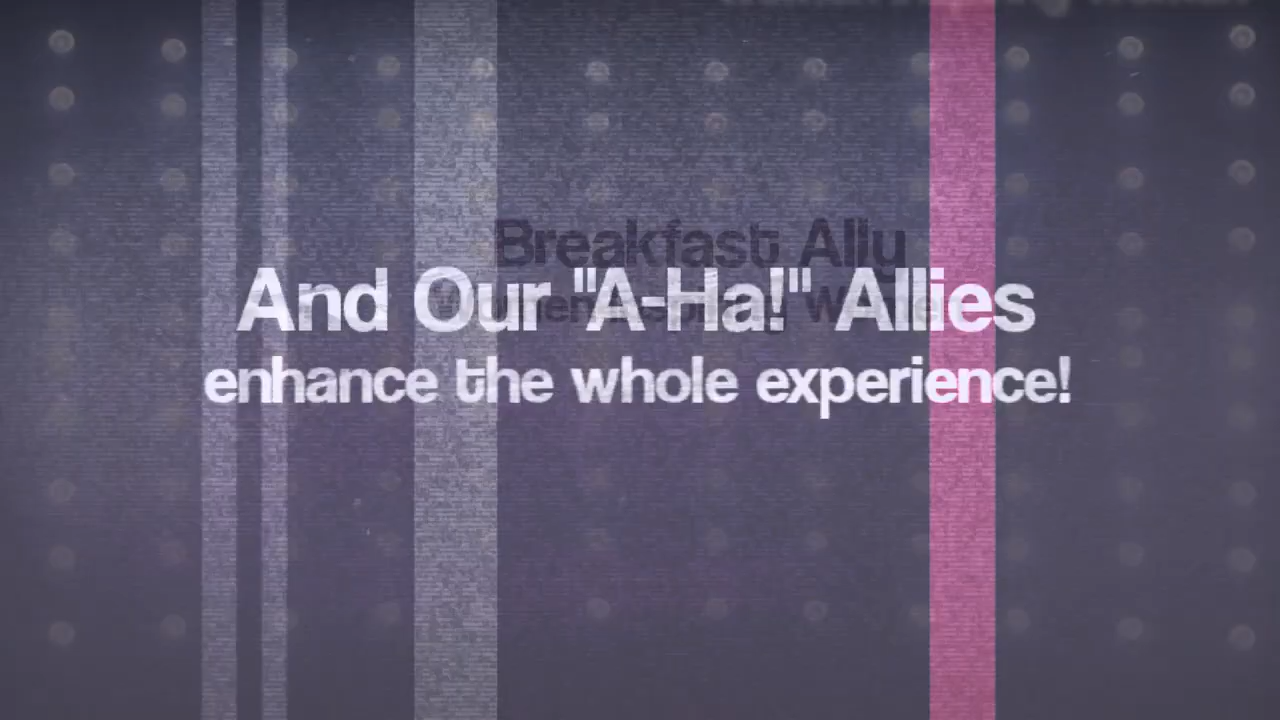 Breakfast Ally
And Our "A-Ha!" Allies
enhance the whole experience!